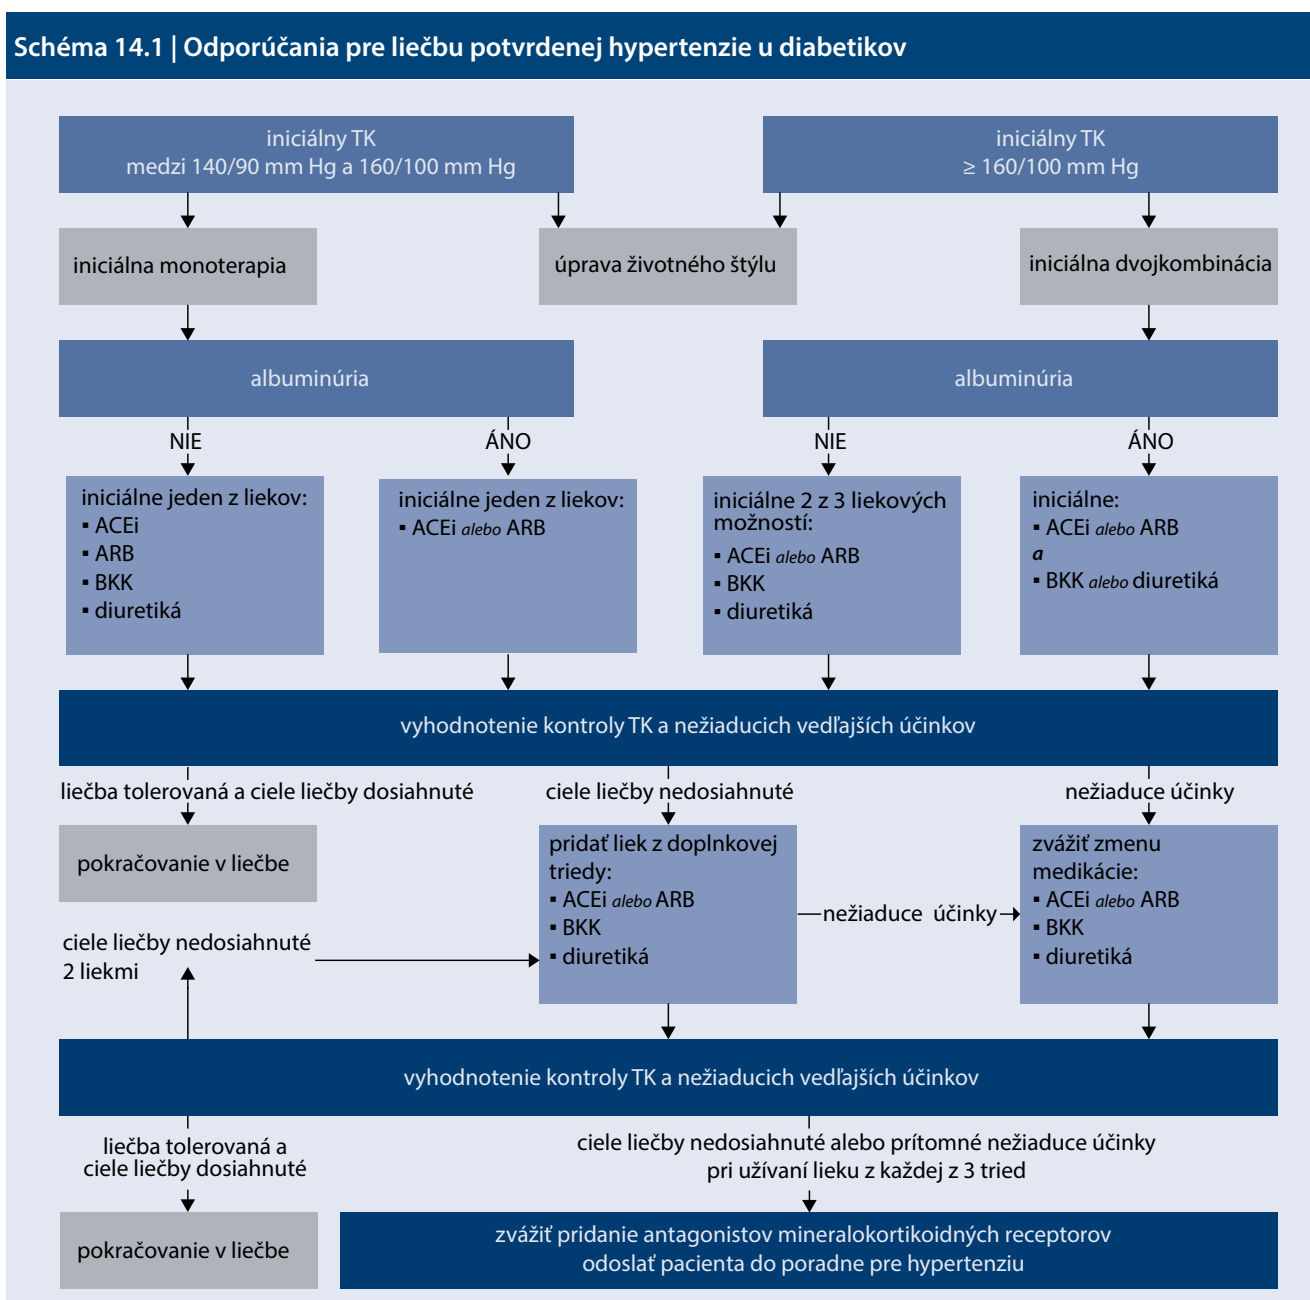 Schéma 14.1 | Odporúčania pre liečbu potvrdenej hypertenzie u diabetikov
iniciálny TK
medzi 140/90 mm Hg a 160/100 mm Hg
iniciálny TK
≥ 160/100 mm Hg
iniciálna monoterapia
úprava životného štýlu
iniciálna dvojkombinácia
albuminúria
albuminúria
NIE
ÁNO
NIE
ÁNO
iniciálne jeden z liekov:
▪ ACEi
▪ ARB
▪ BKK
▪ diuretiká
iniciálne jeden z liekov:
▪ ACEi alebo ARB
iniciálne 2 z 3 liekových
možností:
▪ ACEi alebo ARB
▪ BKK
▪ diuretiká
iniciálne:
▪ ACEi alebo ARB
a
▪ BKK alebo diuretiká
vyhodnotenie kontroly TK a nežiaducich vedľajších účinkov
liečba tolerovaná a ciele liečby dosiahnuté
ciele liečby nedosiahnuté
nežiaduce účinky
pokračovanie v liečbe
pridať liek z doplnkovej
triedy:
▪ ACEi alebo ARB
▪ BKK
▪ diuretiká
nežiaduce účinky
zvážiť zmenu
medikácie:
▪ ACEi alebo ARB
▪ BKK
▪ diuretiká
ciele liečby nedosiahnuté
2 liekmi
vyhodnotenie kontroly TK a nežiaducich vedľajších účinkov
liečba tolerovaná a
ciele liečby dosiahnuté
ciele liečby nedosiahnuté alebo prítomné nežiaduce účinky
pri užívaní lieku z každej z 3 tried
pokračovanie v liečbe
zvážiť pridanie antagonistov mineralokortikoidných receptorov
odoslať pacienta do poradne pre hypertenziu